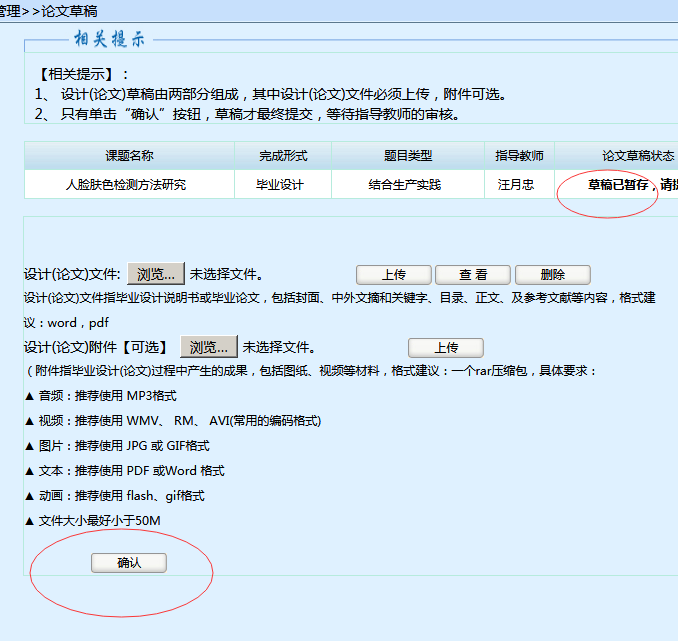 管理>>论文草稿
相关提示
【相关提示】：
1、 设计(论文)草稿由两部分组成，其中设计(论文)文件必须上传，附件可选。
2、 只有单击“确认”按钮，草稿才最终提交，等待指导教师的审核。
课题名称 完成形式 题目类型 指导教师 论文草稿状态
人脸肤色检测方法研究 毕业设计 结合生产实践 汪月忠 草稿已暂存，请提
设计(论文)文件: 浏览... 未选择文件。 上传 查 看 删除
设计(论文)文件指毕业设计说明书或毕业论文，包括封面、中外文摘和关键字、目录、正文、及参考文献等内容，格式建
议：word，pdf
设计(论文)附件【可选】 浏览... 未选择文件。 上传
（附件指毕业设计(论文)过程中产生的成果，包括图纸、视频等材料，格式建议：一个rar压缩包，具体要求：
▲ 音频：推荐使用 MP3格式
▲ 视频：推荐使用 WMV、 RM、 AVI(常用的编码格式)
▲ 图片：推荐使用 JPG 或 GIF格式
▲ 文本：推荐使用 PDF 或Word 格式
▲ 动画：推荐使用 flash、gif格式
▲ 文件大小最好小于50M
确认